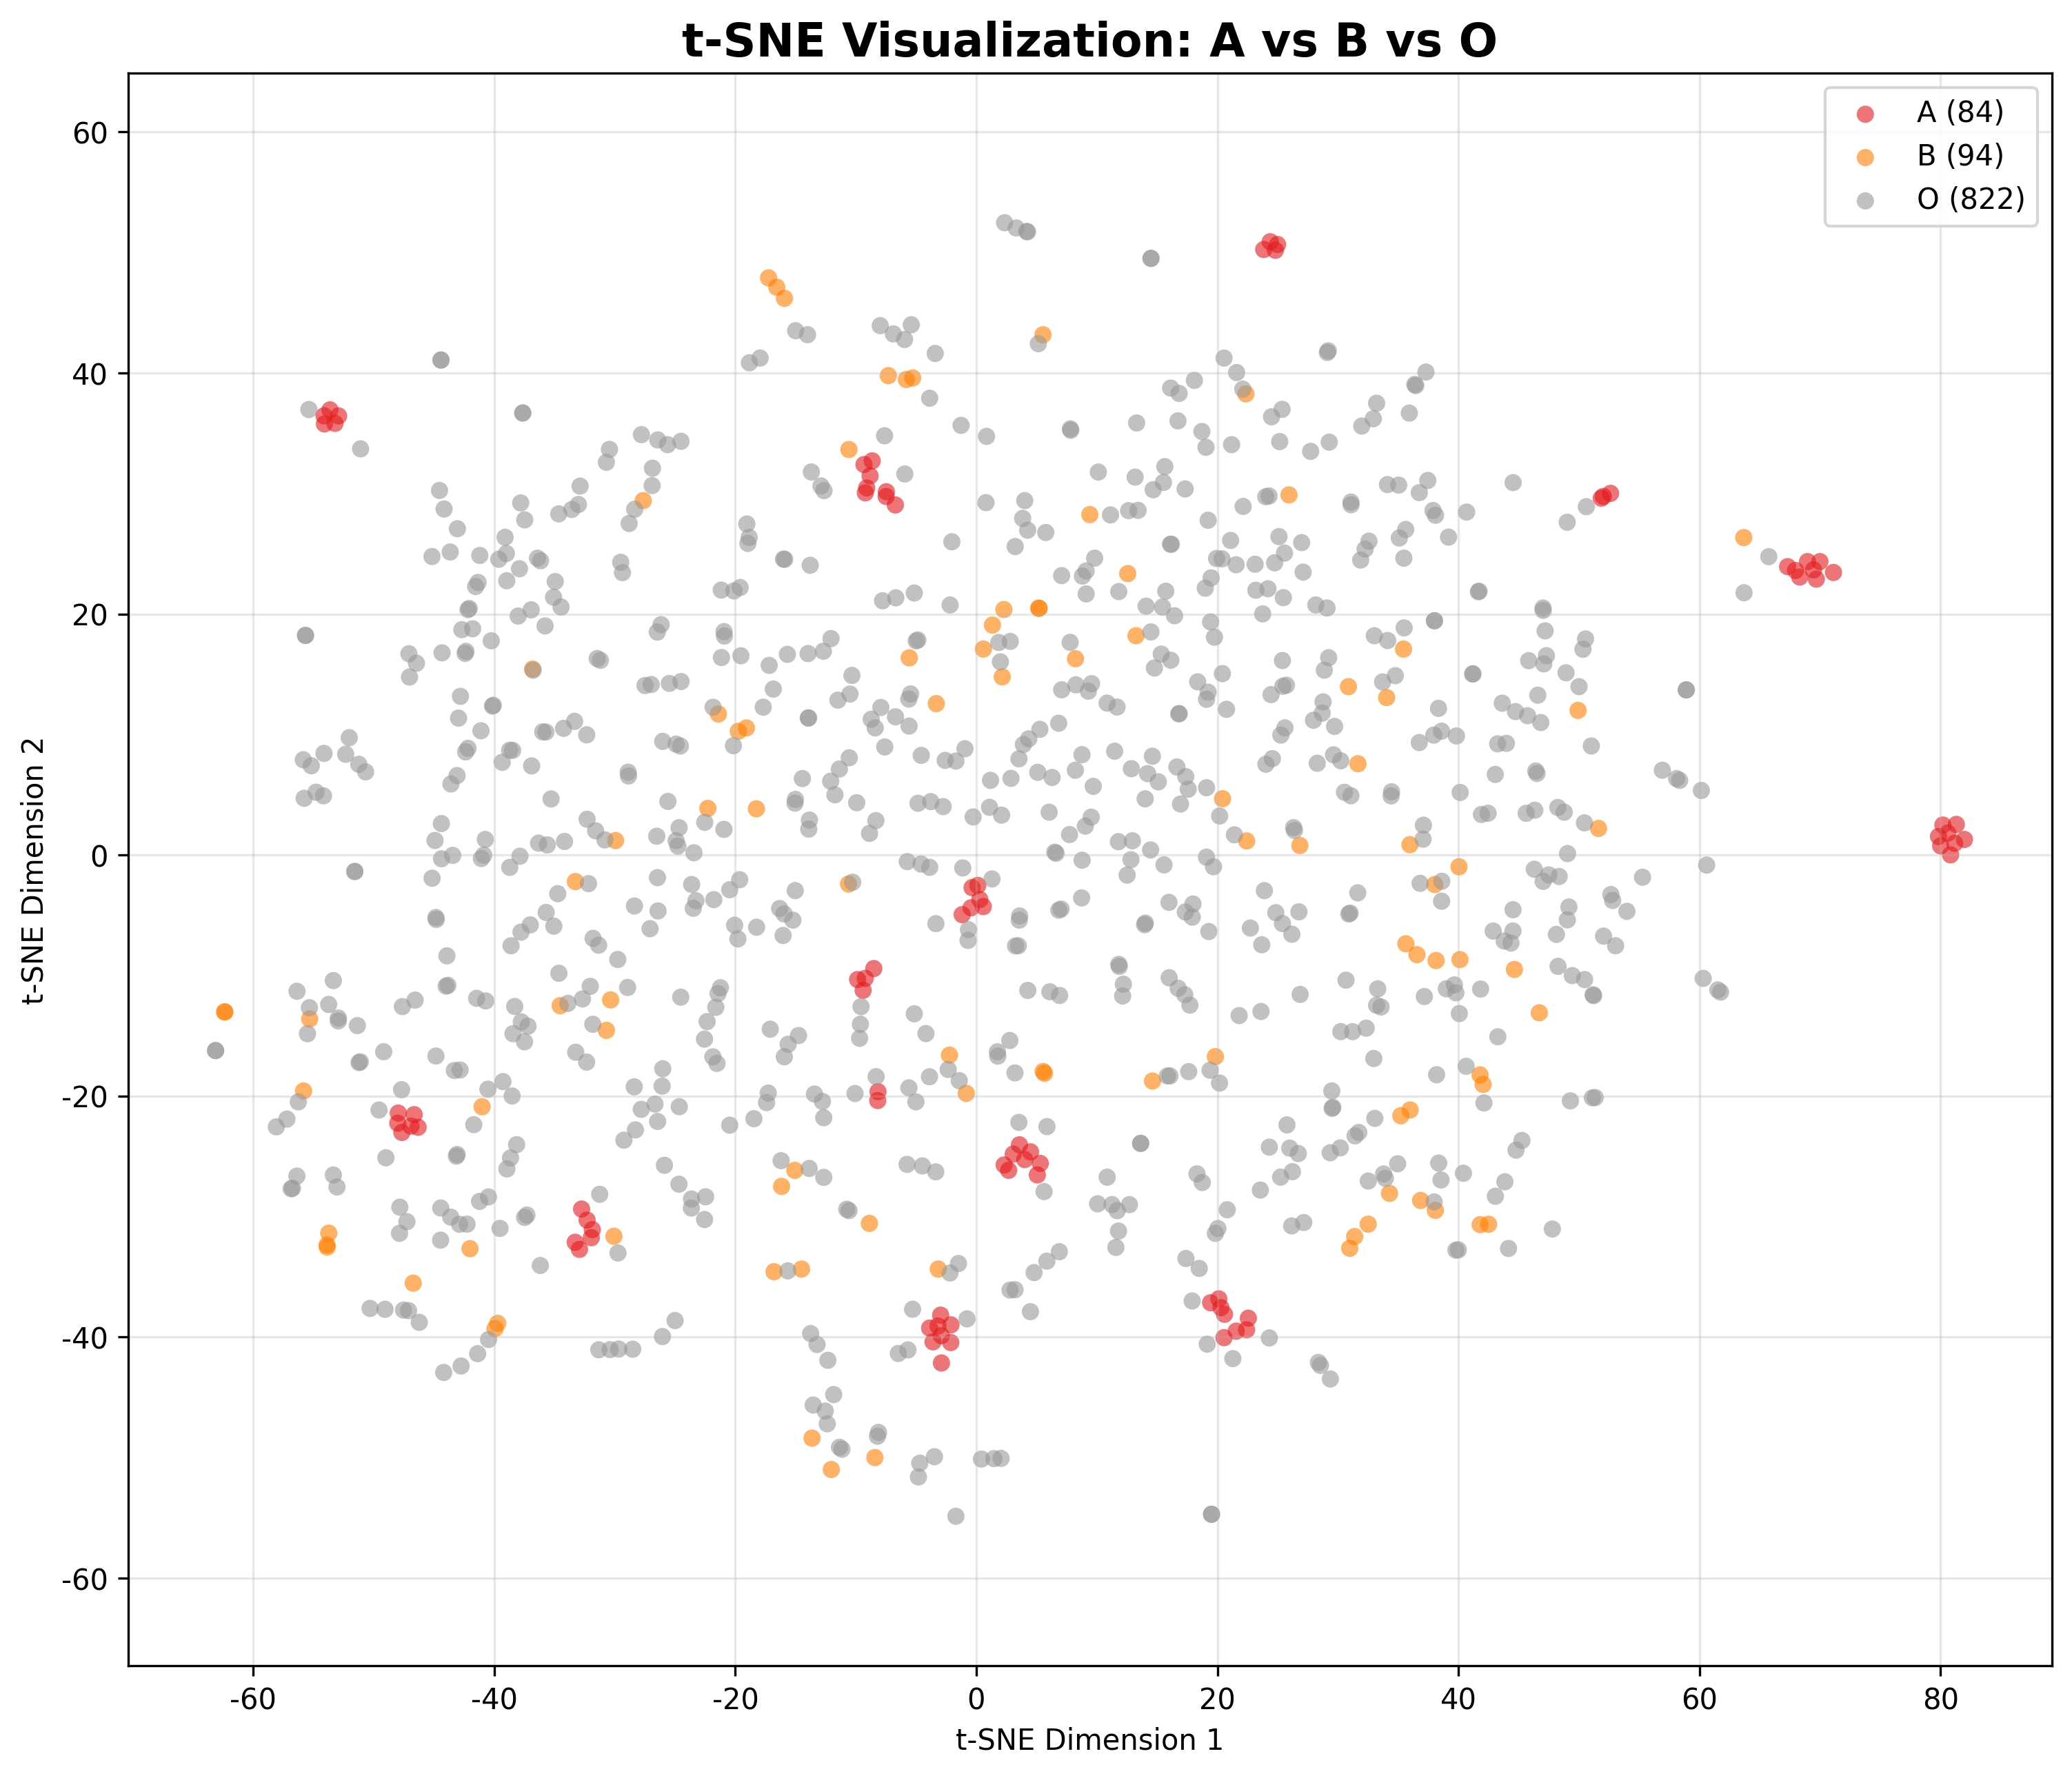 t-SNE Visualization: A vs B vs O
A (84)
B (94)
O (822)
60
40
20
0
-20
-40
-60
t-SNE Dimension 2
-60 -40 -20 0 20 40 60 80
t-SNE Dimension 1